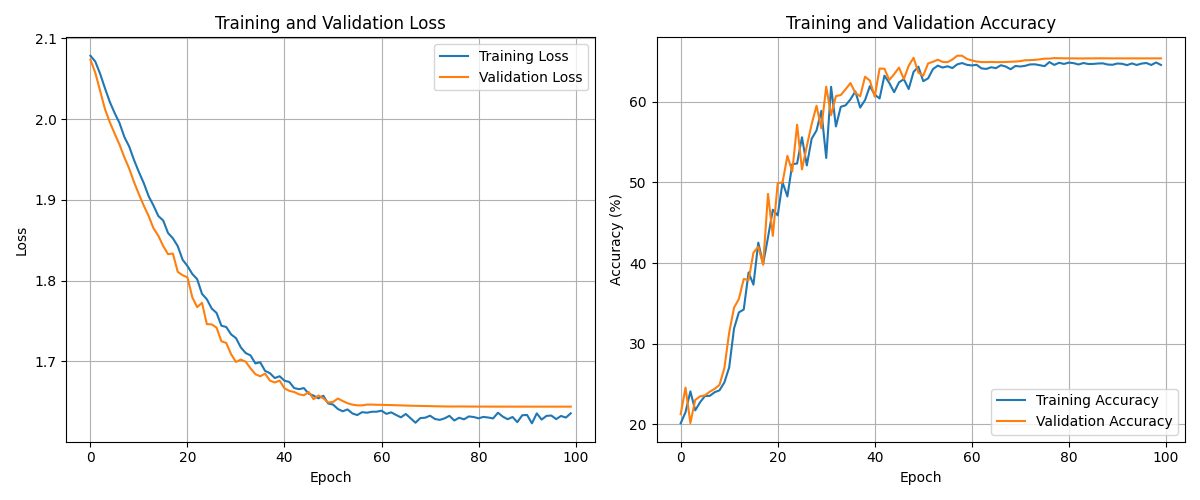 Training and Validation Loss
2.1
2.0
1.9
1.8
1.7
Loss
0 20 40 60 80 100
Epoch
Training Loss
Validation Loss
Training and Validation Accuracy
60
50
40
30
20
Accuracy (%)
0 20 40 60 80 100
Epoch
Training Accuracy
Validation Accuracy